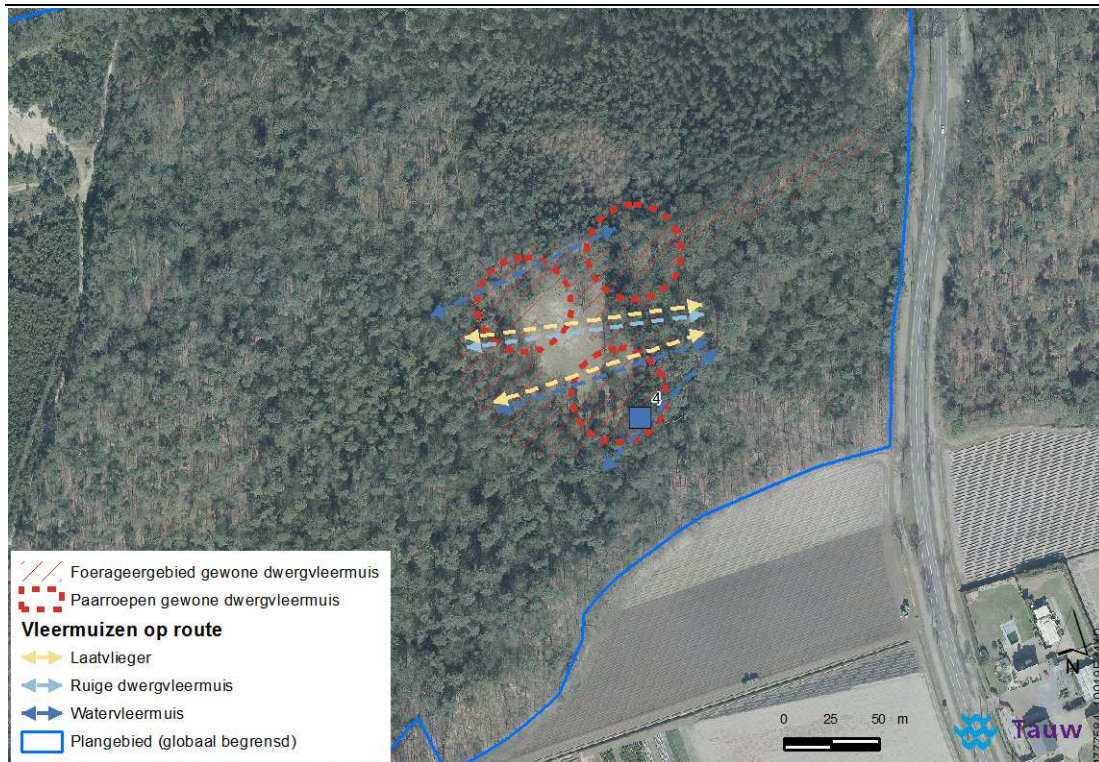 4
Foerageergebied gewone dwergvleermuis
Paarroepen gewone dwergvleermuis
Vleermuizen op route
Laatvlieger
Ruige dwergvleermuis
Watervleermuis
Plangebied (globaal begrensd)
0 25 50 m
N
Tauw